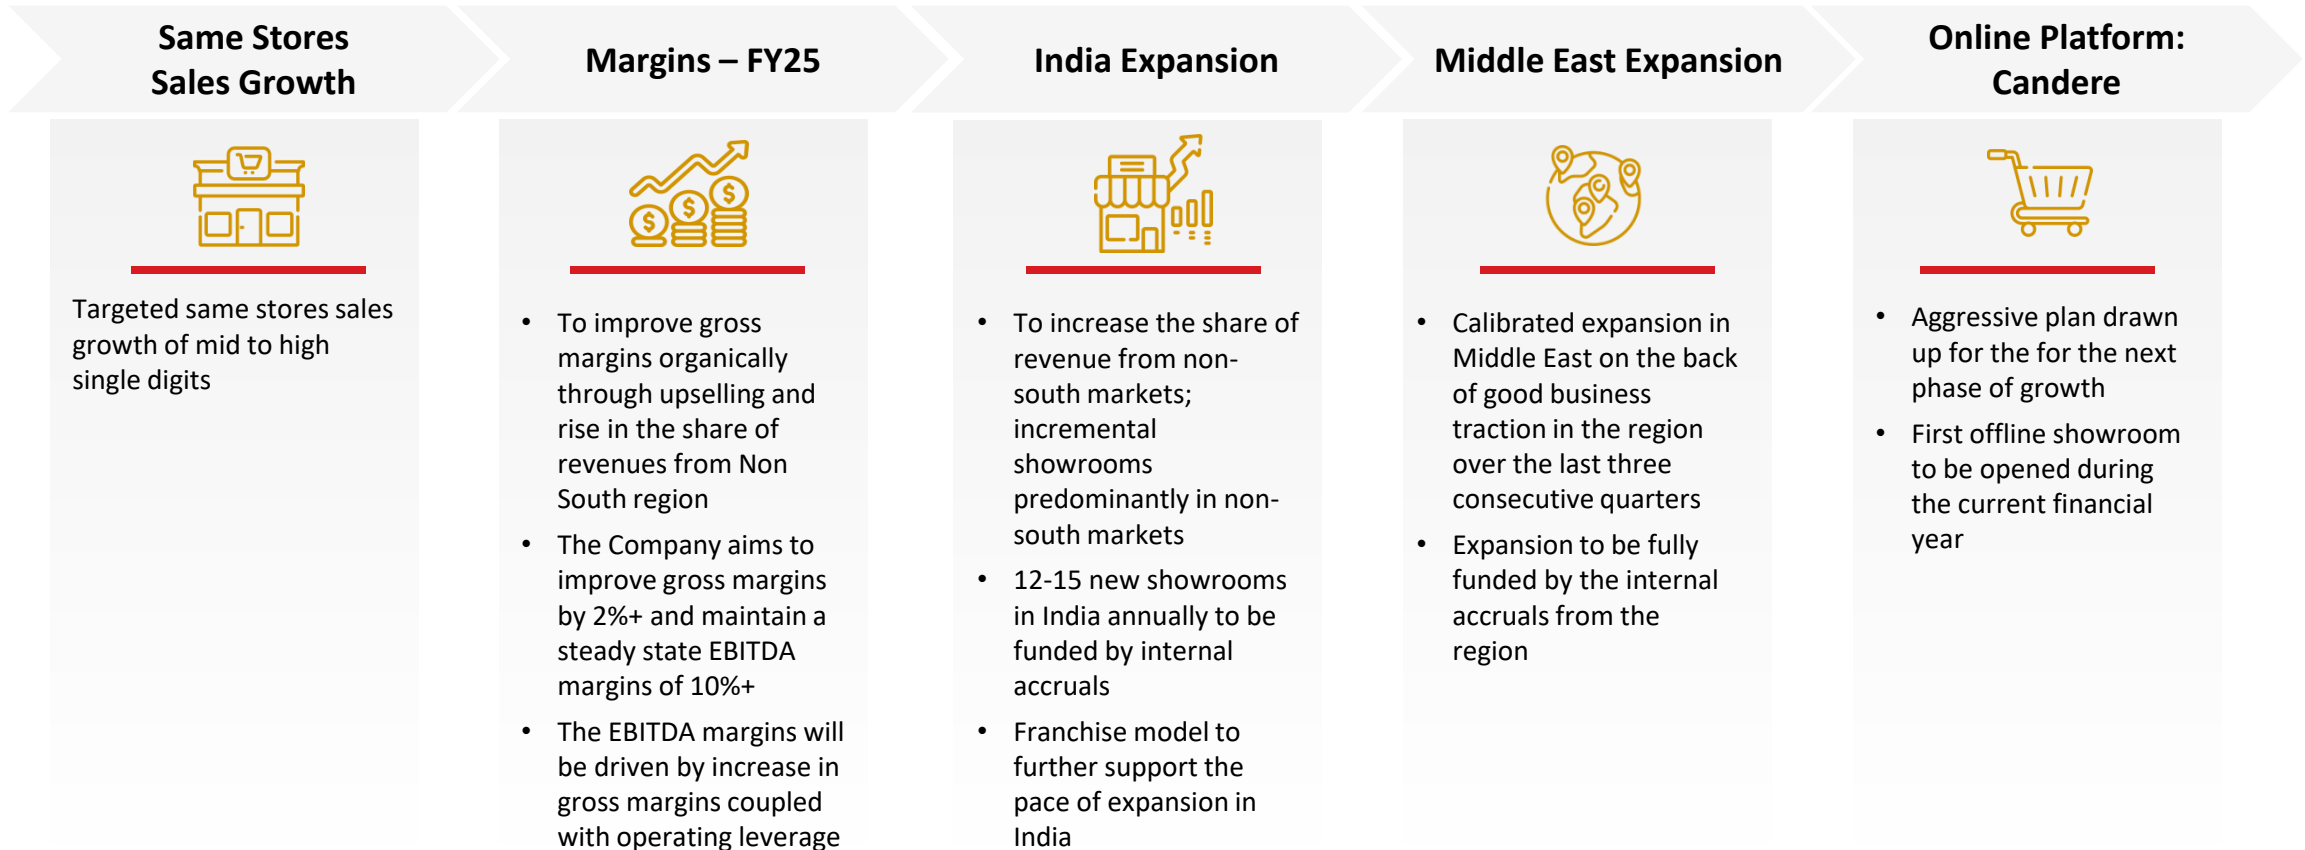 Same Stores
Sales Growth
Targeted same stores sales
growth of mid to high
single digits
Margins – FY25
• To improve gross
margins organically
through upselling and
rise in the share of
revenues from Non
South region
• The Company aims to
improve gross margins
by 2%+ and maintain a
steady state EBITDA
margins of 10%+
• The EBITDA margins will
be driven by increase in
gross margins coupled
with operating leverage
India Expansion
• To increase the share of
revenue from non-
south markets;
incremental
showrooms
predominantly in non-
south markets
• 12-15 new showrooms
in India annually to be
funded by internal
accruals
• Franchise model to
further support the
pace of expansion in
India
Middle East Expansion
• Calibrated expansion in
Middle East on the back
of good business
traction in the region
over the last three
consecutive quarters
• Expansion to be fully
funded by the internal
accruals from the
region
Online Platform:
Candere
• Aggressive plan drawn
up for the for the next
phase of growth
• First offline showroom
to be opened during
the current financial
year